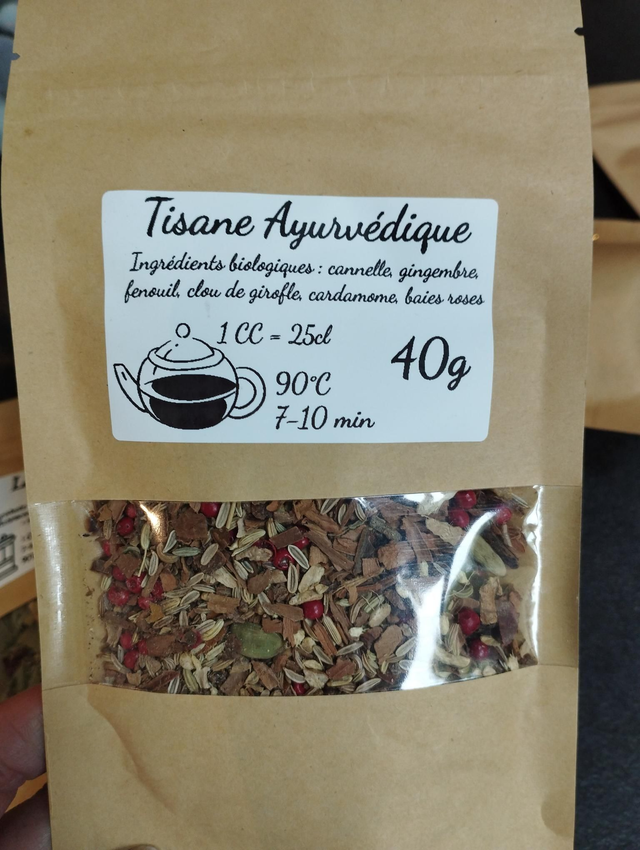 Tisane Ayurvédique
Ingrédients biologiques : cannelle, gingembre,
fenouil, clou de girofle, cardamome, baies roses
1 CC = 25cl
40g
90°C
7-10 min